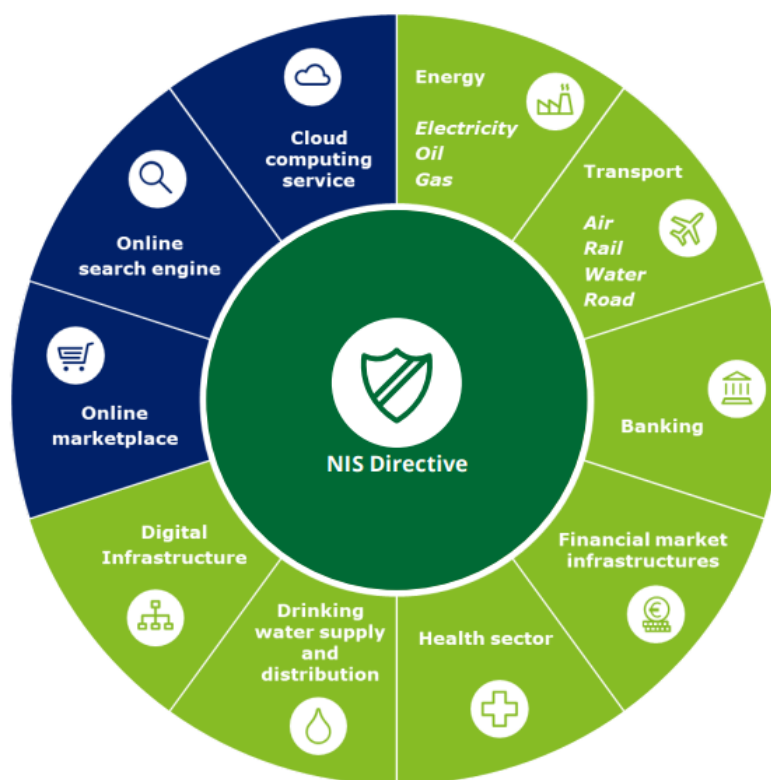 Energy
Electricity
Oil
Gas
Transport
Air
Rail
Water
Road
Banking
Financial market
infrastructures
Health sector
Drinking
water supply
and
distribution
Digital
Infrastructure
Online
marketplace
Online
search engine
Cloud
computing
service
NIS Directive